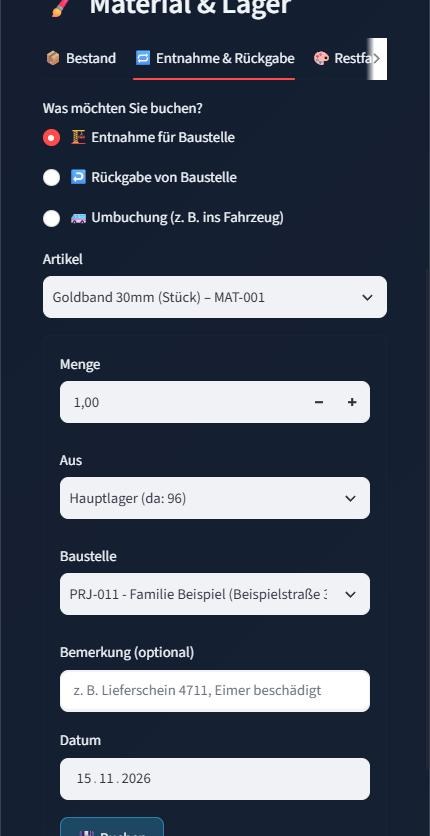 Material & Lager
Bestand
Entnahme & Rückgabe
Restfa
Was möchten Sie buchen?
Entnahme für Baustelle
Rückgabe von Baustelle
Umbuchung (z. B. ins Fahrzeug)
Artikel
Goldband 30mm (Stück) – MAT-001
Menge
1,00
Aus
Hauptlager (da: 96)
Baustelle
PRJ-011 - Familie Beispiel (Beispielstraße
Bemerkung (optional)
z. B. Lieferschein 4711, Eimer beschädigt
Datum
15.11.2026
Buchen